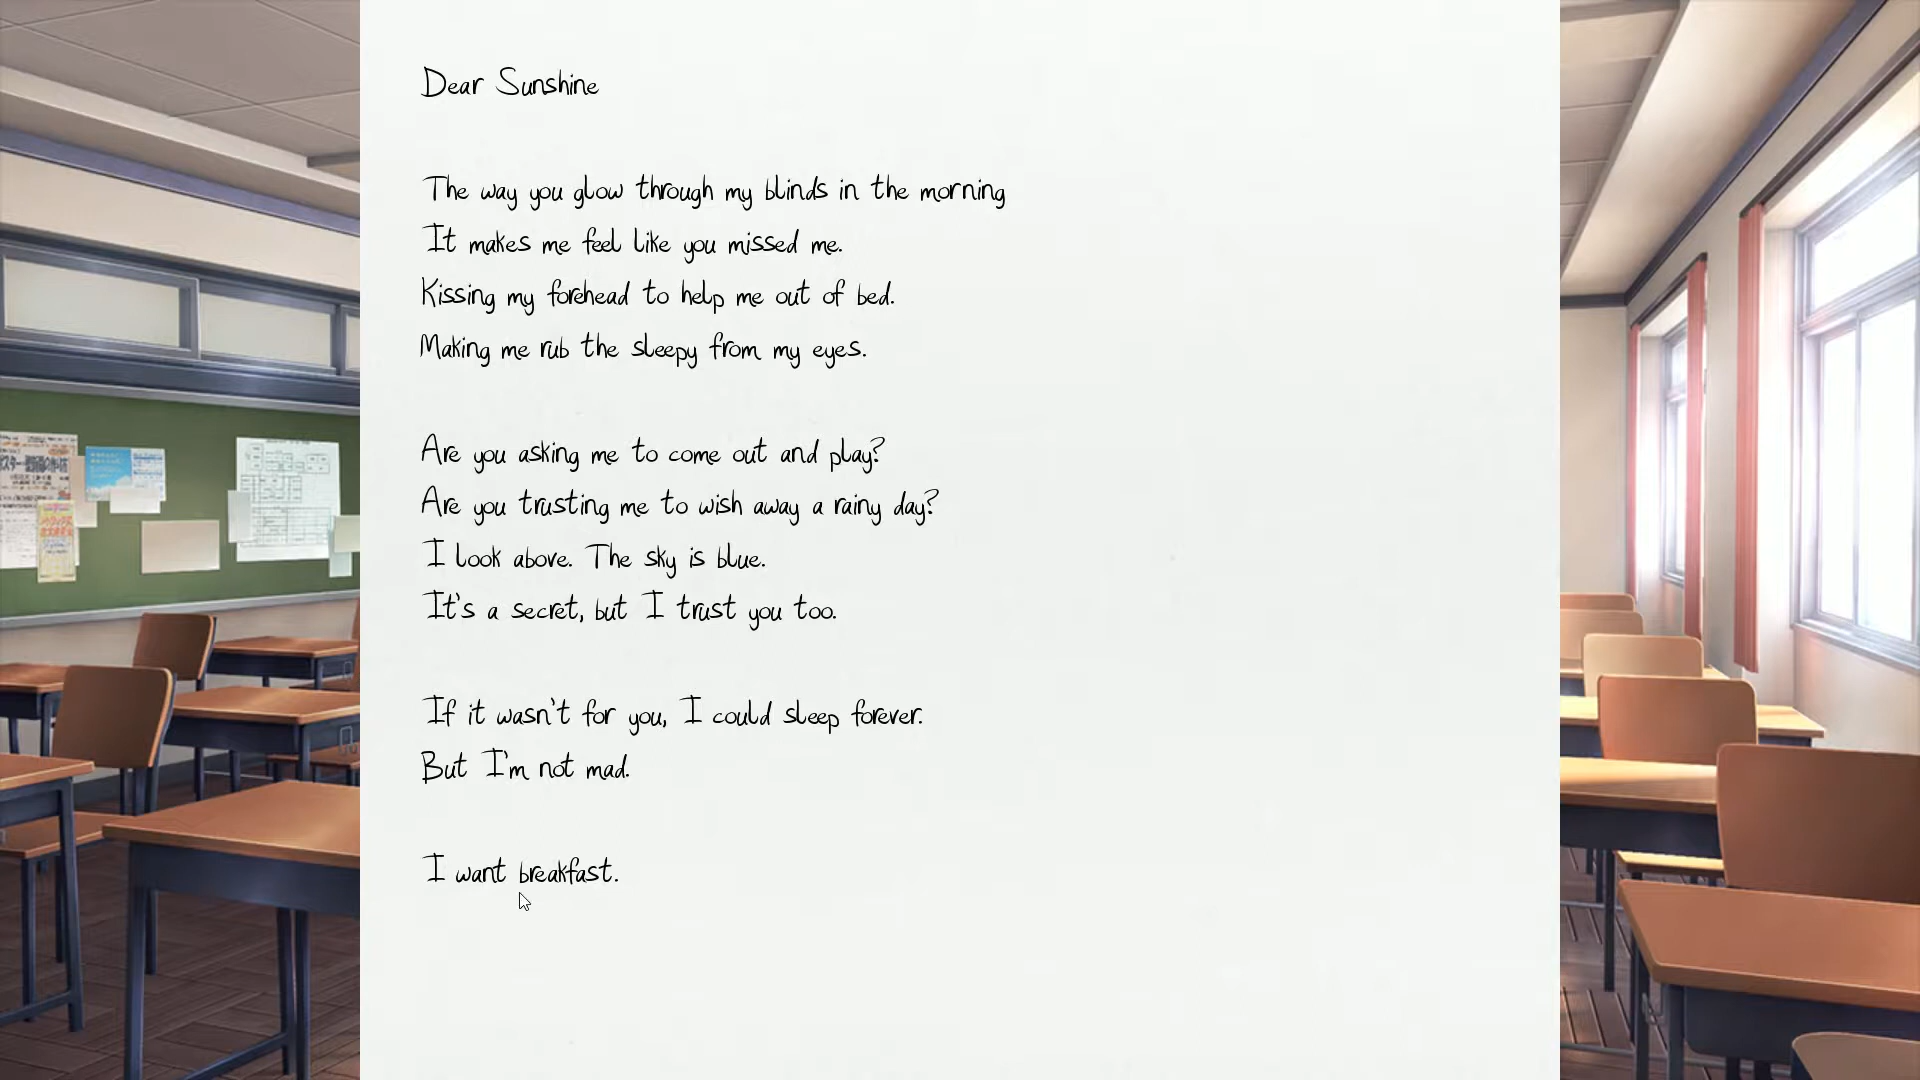 Dear Sunshine
The way you glow through my blinds in the morning
It makes me feel like you missed me.
Kissing my forehead to help me out of bed.
Making me rub the sleepy from my eyes.
Are you asking me to come out and play?
Are you trusting me to wish away a rainy day?
I look above. The sky is blue.
It's a secret, but I trust you too.
If it wasn't for you, I could sleep forever.
But I'm not mad.
I want breakfast.